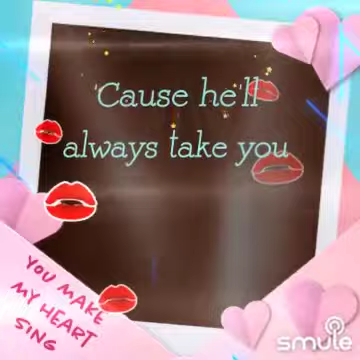 Cause he'll
always take you
YOU MAKE
MY HEART
SING
smule